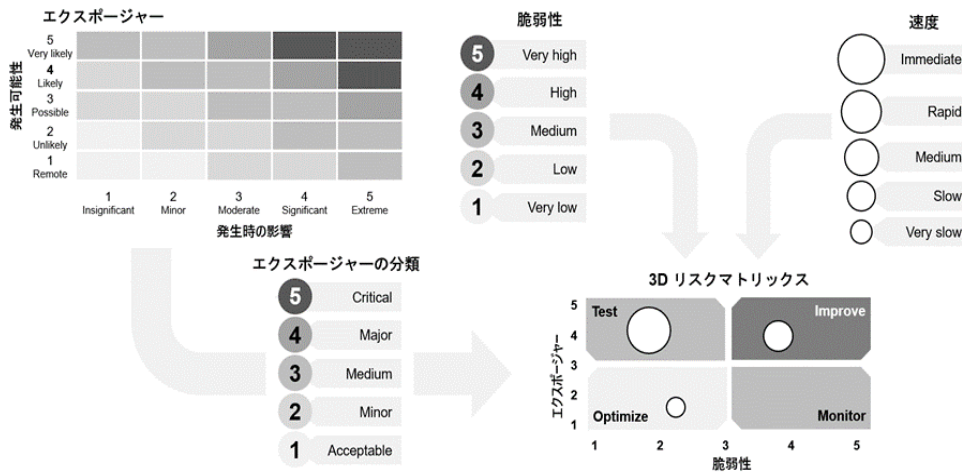 エクスポージャー
発生可能性
5
Very likely
4
Likely
3
Possible
2
Unlikely
1
Remote
1 2 3 4 5
Insignificant Minor Moderate Significant Extreme
発生時の影響
脆弱性
5 Very high
4 High
3 Medium
2 Low
1 Very low
速度
Immediate
Rapid
Medium
Slow
Very slow
エクスポージャーの分類
5 Critical
4 Major
3 Medium
2 Minor
1 Acceptable
3D リスクマトリックス
エクスポージャー
5
4
3
2
1
Test Improve
Optimize Monitor
1 2 3 4 5
脆弱性